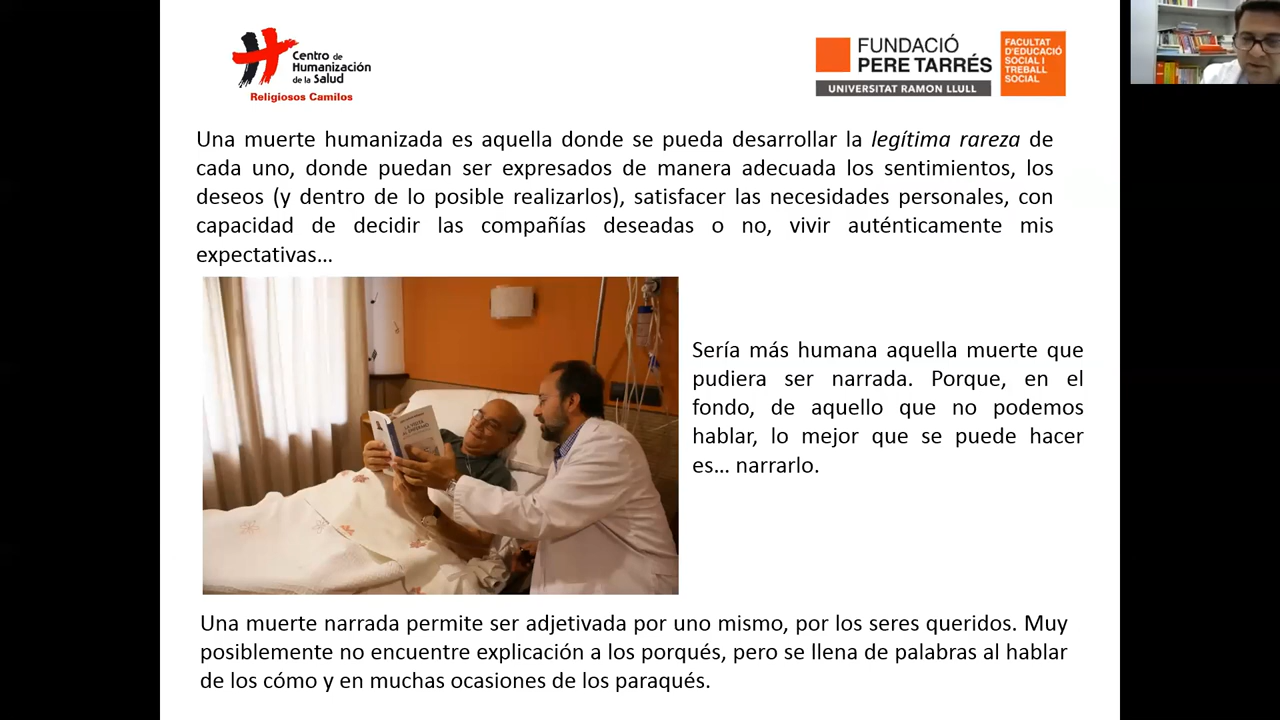 Centro de
Humanización
de la Salud
Religiosos Camilos
FUNDACIÓ
PERE TARRÉS
UNIVERSITAT RAMON LLULL
FACULTAT
D'EDUCACIÓ
SOCIAL I
TREBALL
SOCIAL
Una muerte humanizada es aquella donde se pueda desarrollar la legítima rareza de
cada uno, donde puedan ser expresados de manera adecuada los sentimientos, los
deseos (y dentro de lo posible realizarlos), satisfacer las necesidades personales, con
capacidad de decidir las compañías deseadas o no, vivir auténticamente mis
expectativas...
Sería más humana aquella muerte que
pudiera ser narrada. Porque, en el
fondo, de aquello que no podemos
hablar, lo mejor que se puede hacer
es... narrarlo.
Una muerte narrada permite ser adjetivada por uno mismo, por los seres queridos. Muy
posiblemente no encuentre explicación a los porqués, pero se llena de palabras al hablar
de los cómo y en muchas ocasiones de los paraqués.